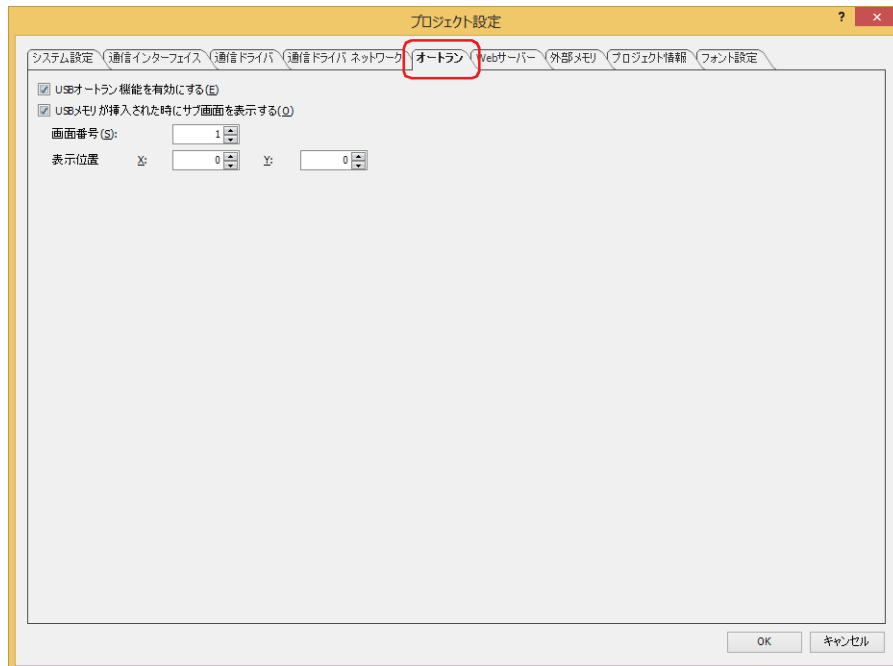 プロジェクト設定
? ×
システム設定 通信インターフェイス 通信ドライバ 通信ドライバ ネットワーク オートラン Webサーバー 外部メモリ プロジェクト情報 フォント設定
USBオートラン機能を有効にする(E)
USBメモリが挿入された時にサブ画面を表示する(O)
画面番号(S): 1
表示位置 X: 0 Y: 0
OK キャンセル